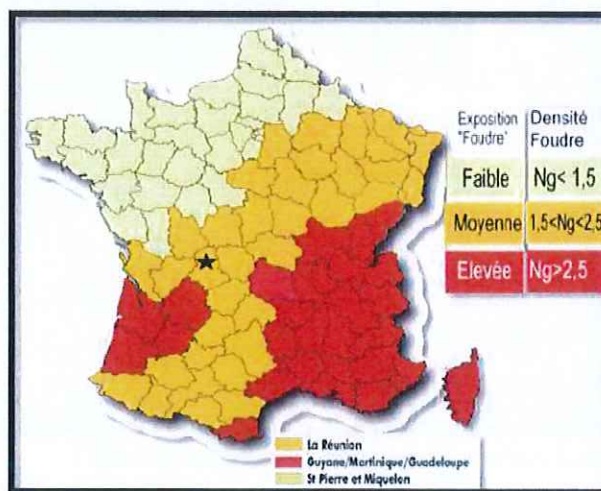 Exposition "Foudre" Densité Foudre
Faible Ng< 1,5
Moyenne 1,5<Ng<2,5
Elevée Ng>2,5
La Réunion
Guyane/Martinique/Guadeloupe
St Pierre et Miquelon